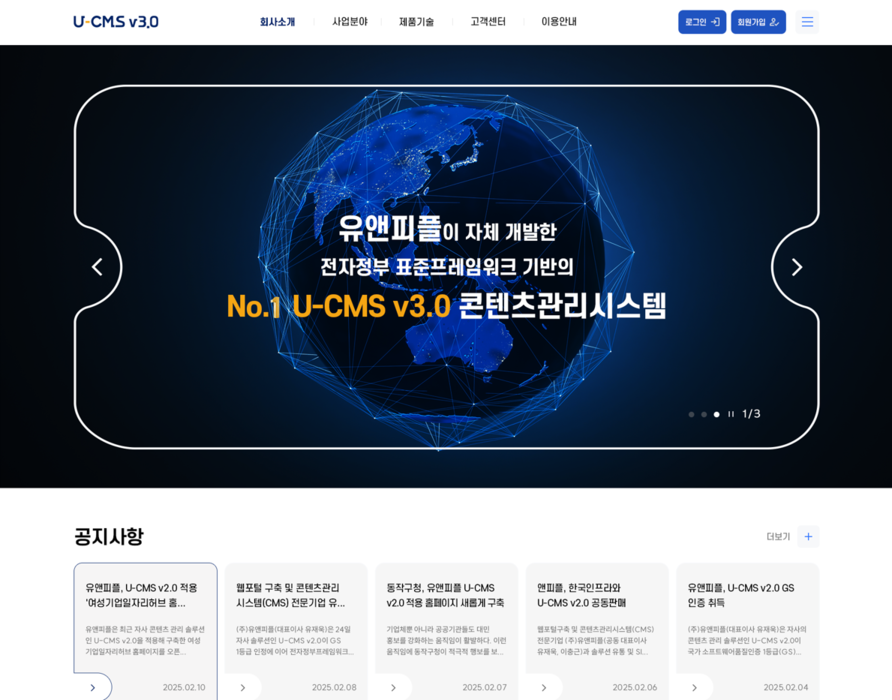 U-CMS v3.0
회사소개
사업분야
제품기술
고객센터
이용안내
로그인
회원가입
유앤피플이 자체 개발한
전자정부 표준프레임워크 기반의
No.1 U-CMS v3.0 콘텐츠관리시스템
1/3
공지사항
더보기
유앤피플, U-CMS v2.0 적용
'여성기업일자리허브 홈...
유앤피플은 최근 자사 콘텐츠 관리 솔루션
인 U-CMS v2.0을 적용해 구축한 여성
기업일자리허브 홈페이지를 오픈...
2025.02.10
웹포털 구축 및 콘텐츠관리
시스템(CMS) 전문기업 유...
(주)유앤피플(대표이사 유재욱)은 24일
자사 솔루션인 U-CMS v2.0이 GS
1등급 인정에 이어 전자정부프레임워크...
2025.02.08
동작구청, 유앤피플 U-CMS
v2.0 적용 홈페이지 새롭게 구축
기업체뿐 아니라 공공기관들도 대민
홍보를 강화하는 움직임이 활발하다. 이런
움직임에 동작구청이 적극적 행보를 보...
2025.02.07
앤피플, 한국인프라와
U-CMS v2.0 공동판매
웹포털구축 및 콘텐츠관리시스템(CMS)
전문기업 (주)유앤피플(공동 대표이사
유재욱, 이충근)과 솔루션 유통 및 SI...
2025.02.06
유앤피플, U-CMS v2.0 GS
인증 취득
(주)유앤피플(대표이사 유재욱)은 자사의
콘텐츠 관리 솔루션인 U-CMS v2.0이
국가 소프트웨어품질인증 1등급(GS)...
2025.02.04